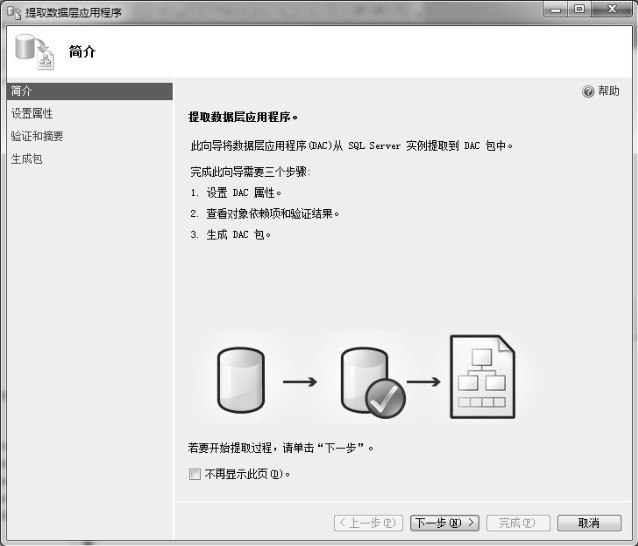 提取数据层应用程序
简介
简介
设置属性
验证和摘要
生成包
帮助
提取数据层应用程序。
此向导将数据层应用程序(DAC)从 SQL Server 实例提取到 DAC 包中。
完成此向导需要三个步骤:
1. 设置 DAC 属性。
2. 查看对象依赖项和验证结果。
3. 生成 DAC 包。
若要开始提取过程，请单击“下一步”。
不再显示此页(D)。
< 上一步(P) 下一步(N) > 完成(F) 取消